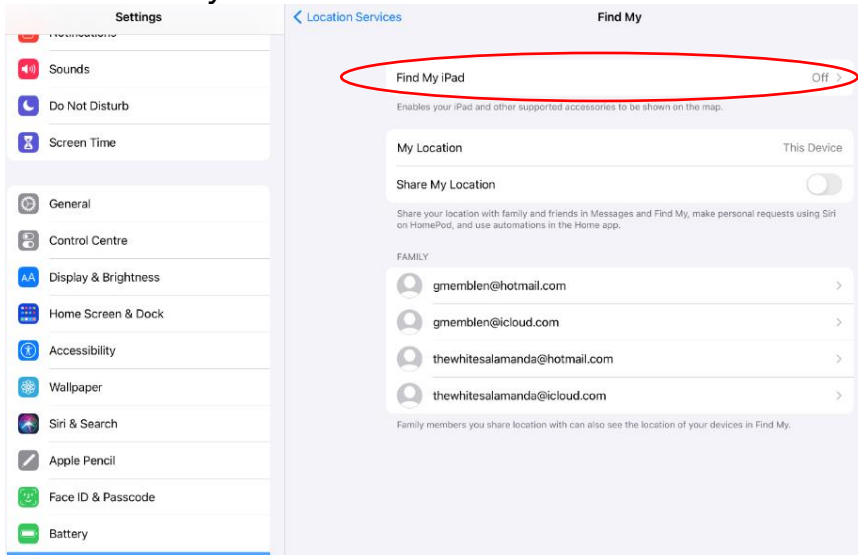 Settings
Location Services
Find My
Notifications
Sounds
Do Not Disturb
Screen Time
General
Control Centre
AA Display & Brightness
Home Screen & Dock
Accessibility
Wallpaper
Siri & Search
Apple Pencil
Face ID & Passcode
Battery
Find My iPad Off
Enables your iPad and other supported accessories to be shown on the map.
My Location This Device
Share My Location
Share your location with family and friends in Messages and Find My, make personal requests using Siri
on HomePod, and use automations in the Home app.
FAMILY
gmemblen@hotmail.com
gmemblen@icloud.com
thewhitesalamanda@hotmail.com
thewhitesalamanda@icloud.com
Family members you share location with can also see the location of your devices in Find My.